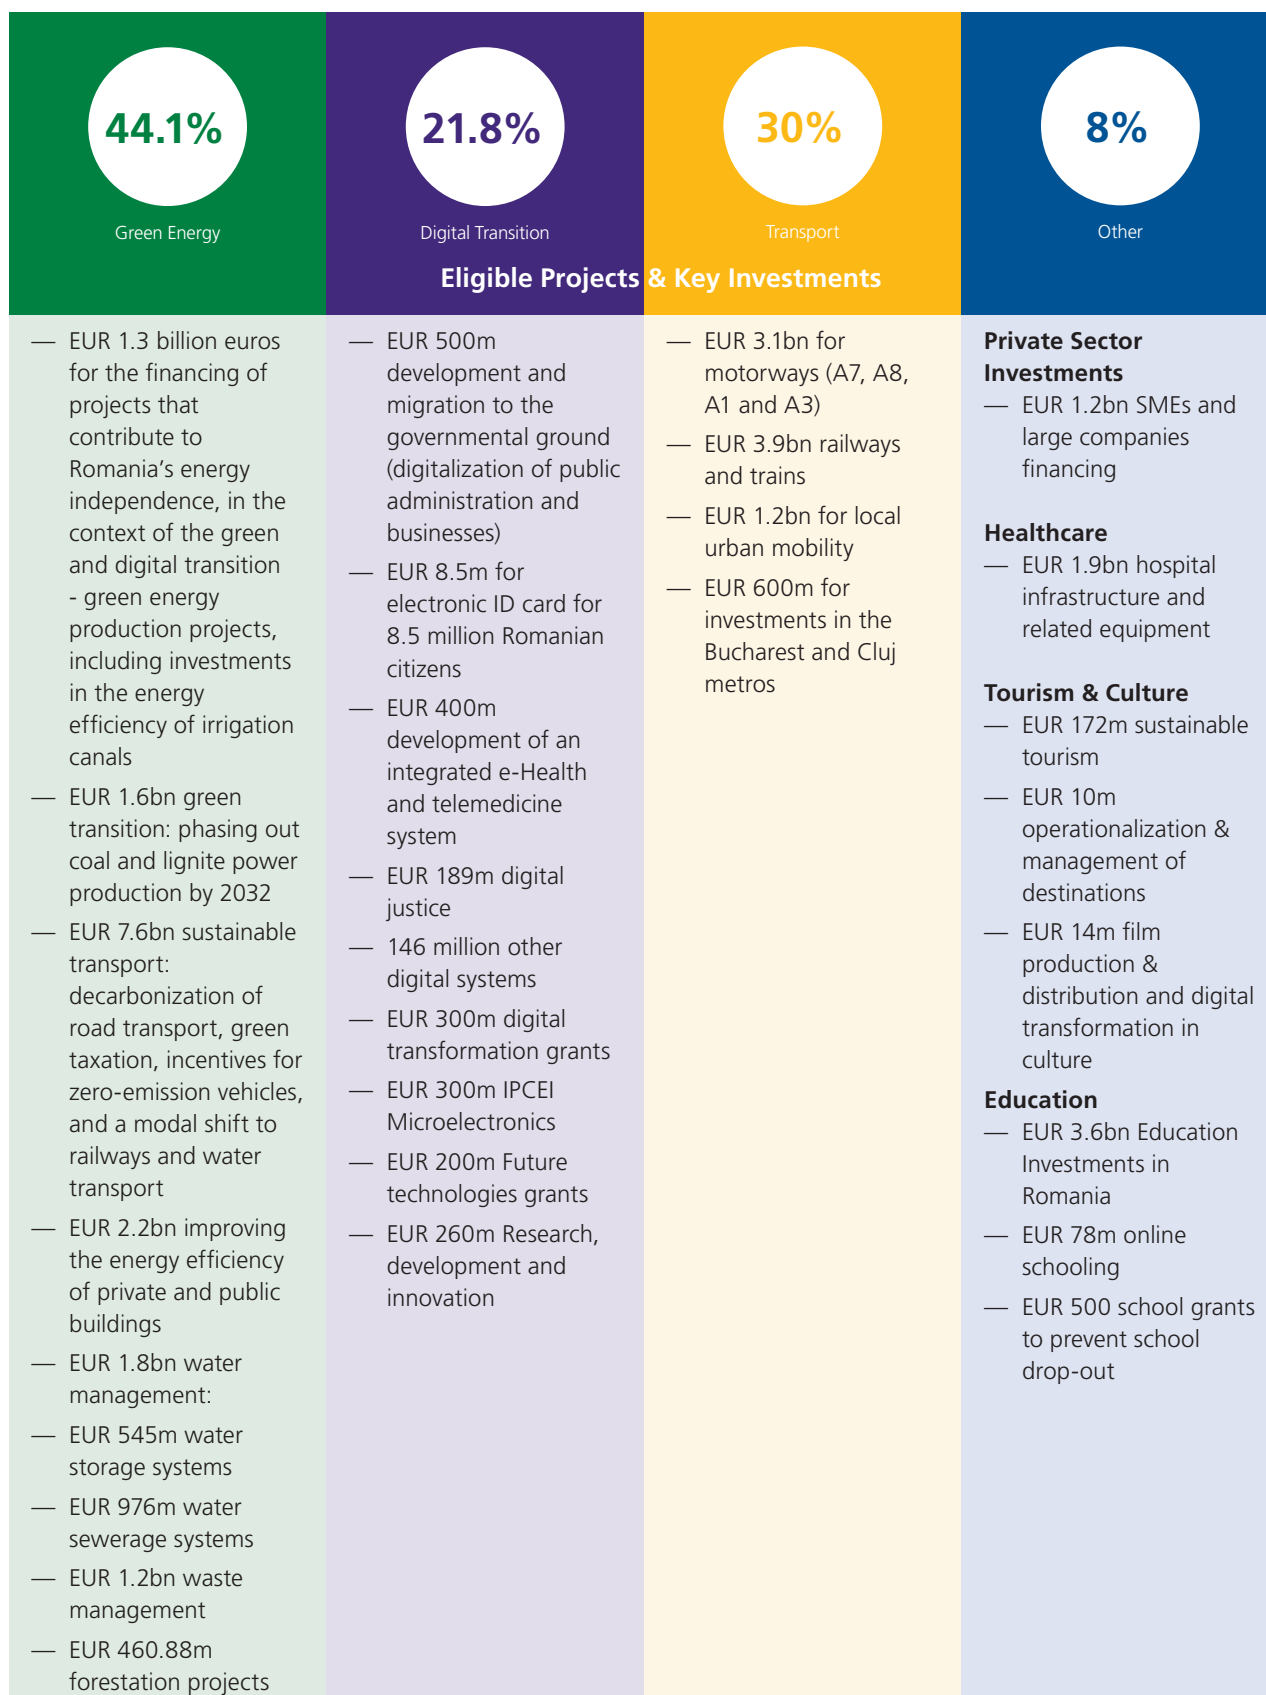 44.1%
Green Energy
21.8%
Digital Transition
30%
Transport
8%
Other
Eligible Projects & Key Investments
— EUR 1.3 billion euros
for the financing of
projects that
contribute to
Romania’s energy
independence, in the
context of the green
and digital transition
- green energy
production projects,
including investments
in the energy
efficiency of irrigation
canals
— EUR 1.6bn green
transition: phasing out
coal and lignite power
production by 2032
— EUR 7.6bn sustainable
transport:
decarbonization of
road transport, green
taxation, incentives for
zero-emission vehicles,
and a modal shift to
railways and water
transport
— EUR 2.2bn improving
the energy efficiency
of private and public
buildings
— EUR 1.8bn water
management:
— EUR 545m water
storage systems
— EUR 976m water
sewerage systems
— EUR 1.2bn waste
management
— EUR 460.88m
forestation projects
— EUR 500m
development and
migration to the
governmental ground
(digitalization of public
administration and
businesses)
— EUR 8.5m for
electronic ID card for
8.5 million Romanian
citizens
— EUR 400m
development of an
integrated e-Health
and telemedicine
system
— EUR 189m digital
justice
— 146 million other
digital systems
— EUR 300m digital
transformation grants
— EUR 300m IPCEI
Microelectronics
— EUR 200m Future
technologies grants
— EUR 260m Research,
development and
innovation
— EUR 3.1bn for
motorways (A7, A8,
A1 and A3)
— EUR 3.9bn railways
and trains
— EUR 1.2bn for local
urban mobility
— EUR 600m for
investments in the
Bucharest and Cluj
metros
Private Sector
Investments
— EUR 1.2bn SMEs and
large companies
financing
Healthcare
— EUR 1.9bn hospital
infrastructure and
related equipment
Tourism & Culture
— EUR 172m sustainable
tourism
— EUR 10m
operationalization &
management of
destinations
— EUR 14m film
production &
distribution and digital
transformation in
culture
Education
— EUR 3.6bn Education
Investments in
Romania
— EUR 78m online
schooling
— EUR 500 school grants
to prevent school
drop-out